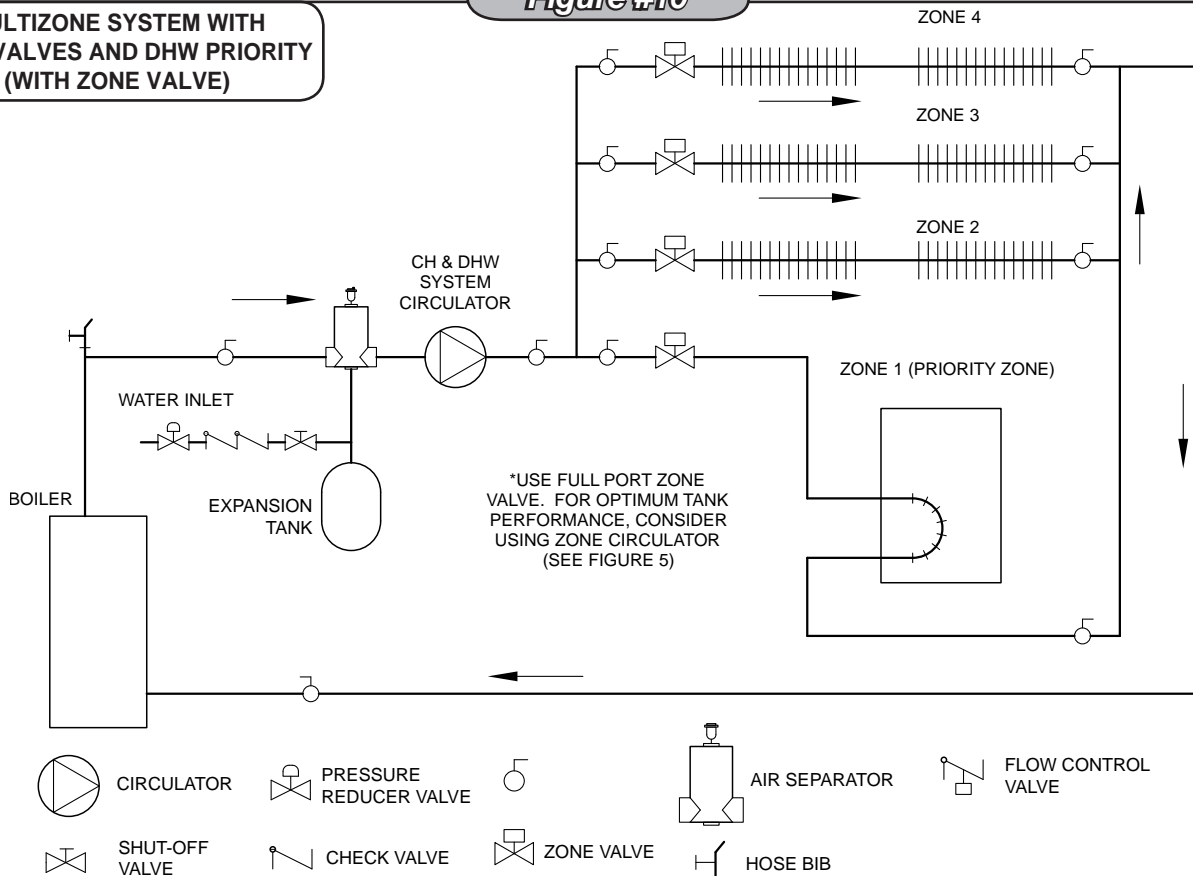 Figure #10
MULTIZONE SYSTEM WITH
VALVES AND DHW PRIORITY
(WITH ZONE VALVE)
ZONE 4
ZONE 3
ZONE 2
CH & DHW
SYSTEM
CIRCULATOR
ZONE 1 (PRIORITY ZONE)
WATER INLET
BOILER
EXPANSION
TANK
*USE FULL PORT ZONE
VALVE. FOR OPTIMUM TANK
PERFORMANCE, CONSIDER
USING ZONE CIRCULATOR
(SEE FIGURE 5)
CIRCULATOR
PRESSURE
REDUCER VALVE
AIR SEPARATOR
FLOW CONTROL
VALVE
SHUT-OFF
VALVE
CHECK VALVE
ZONE VALVE
HOSE BIB